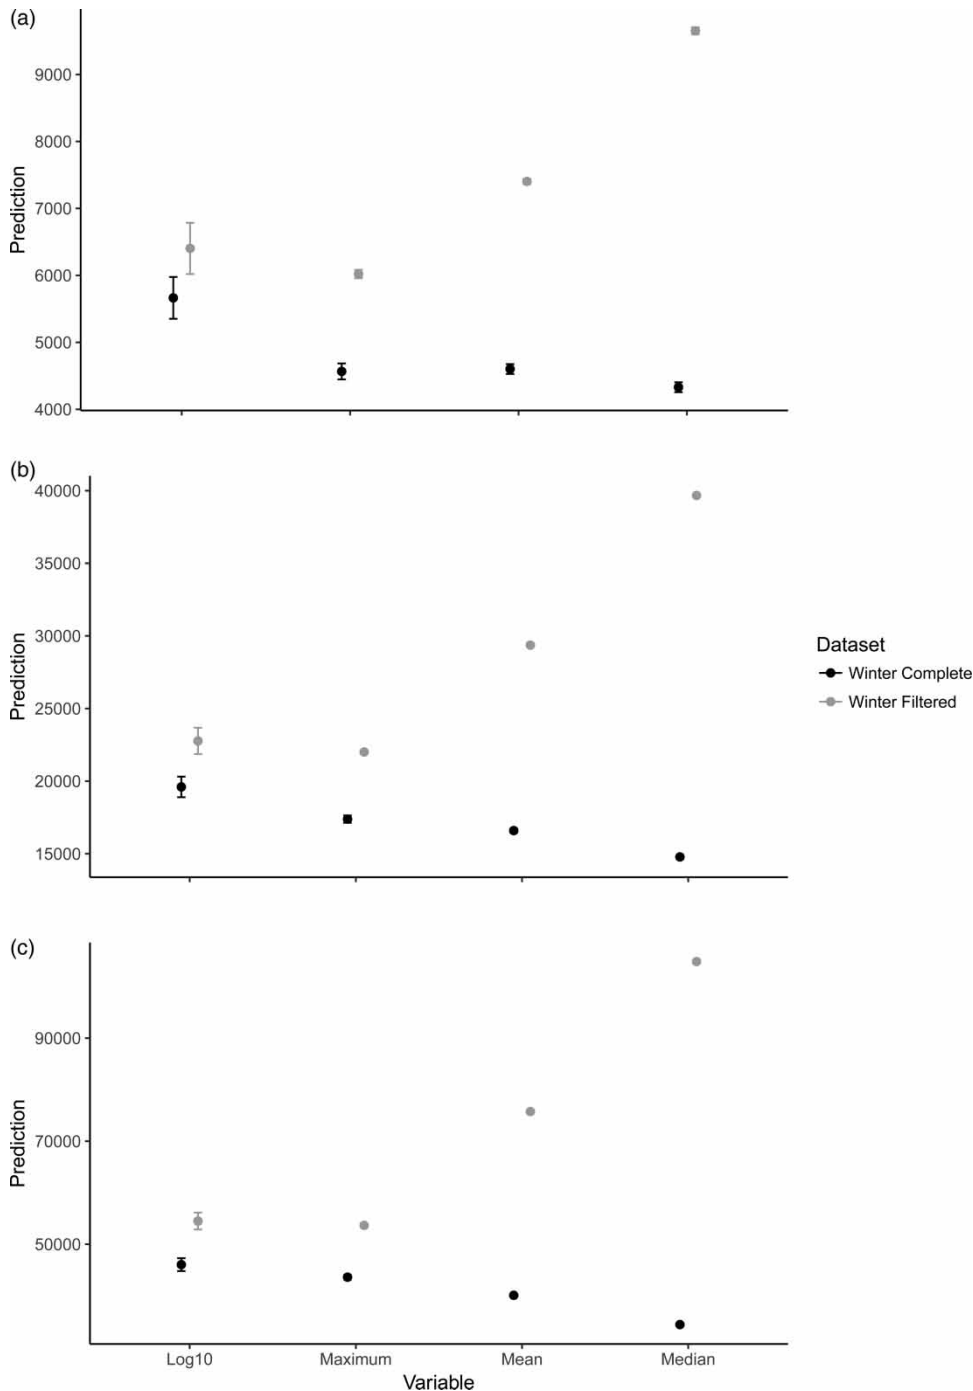 (a)
9000
8000
7000
6000
5000
4000
Prediction
(b)
40000
35000
30000
25000
20000
15000
Prediction
Dataset
Winter Complete
Winter Filtered
(c)
90000
70000
50000
Prediction
Log10 Maximum Mean Median
Variable